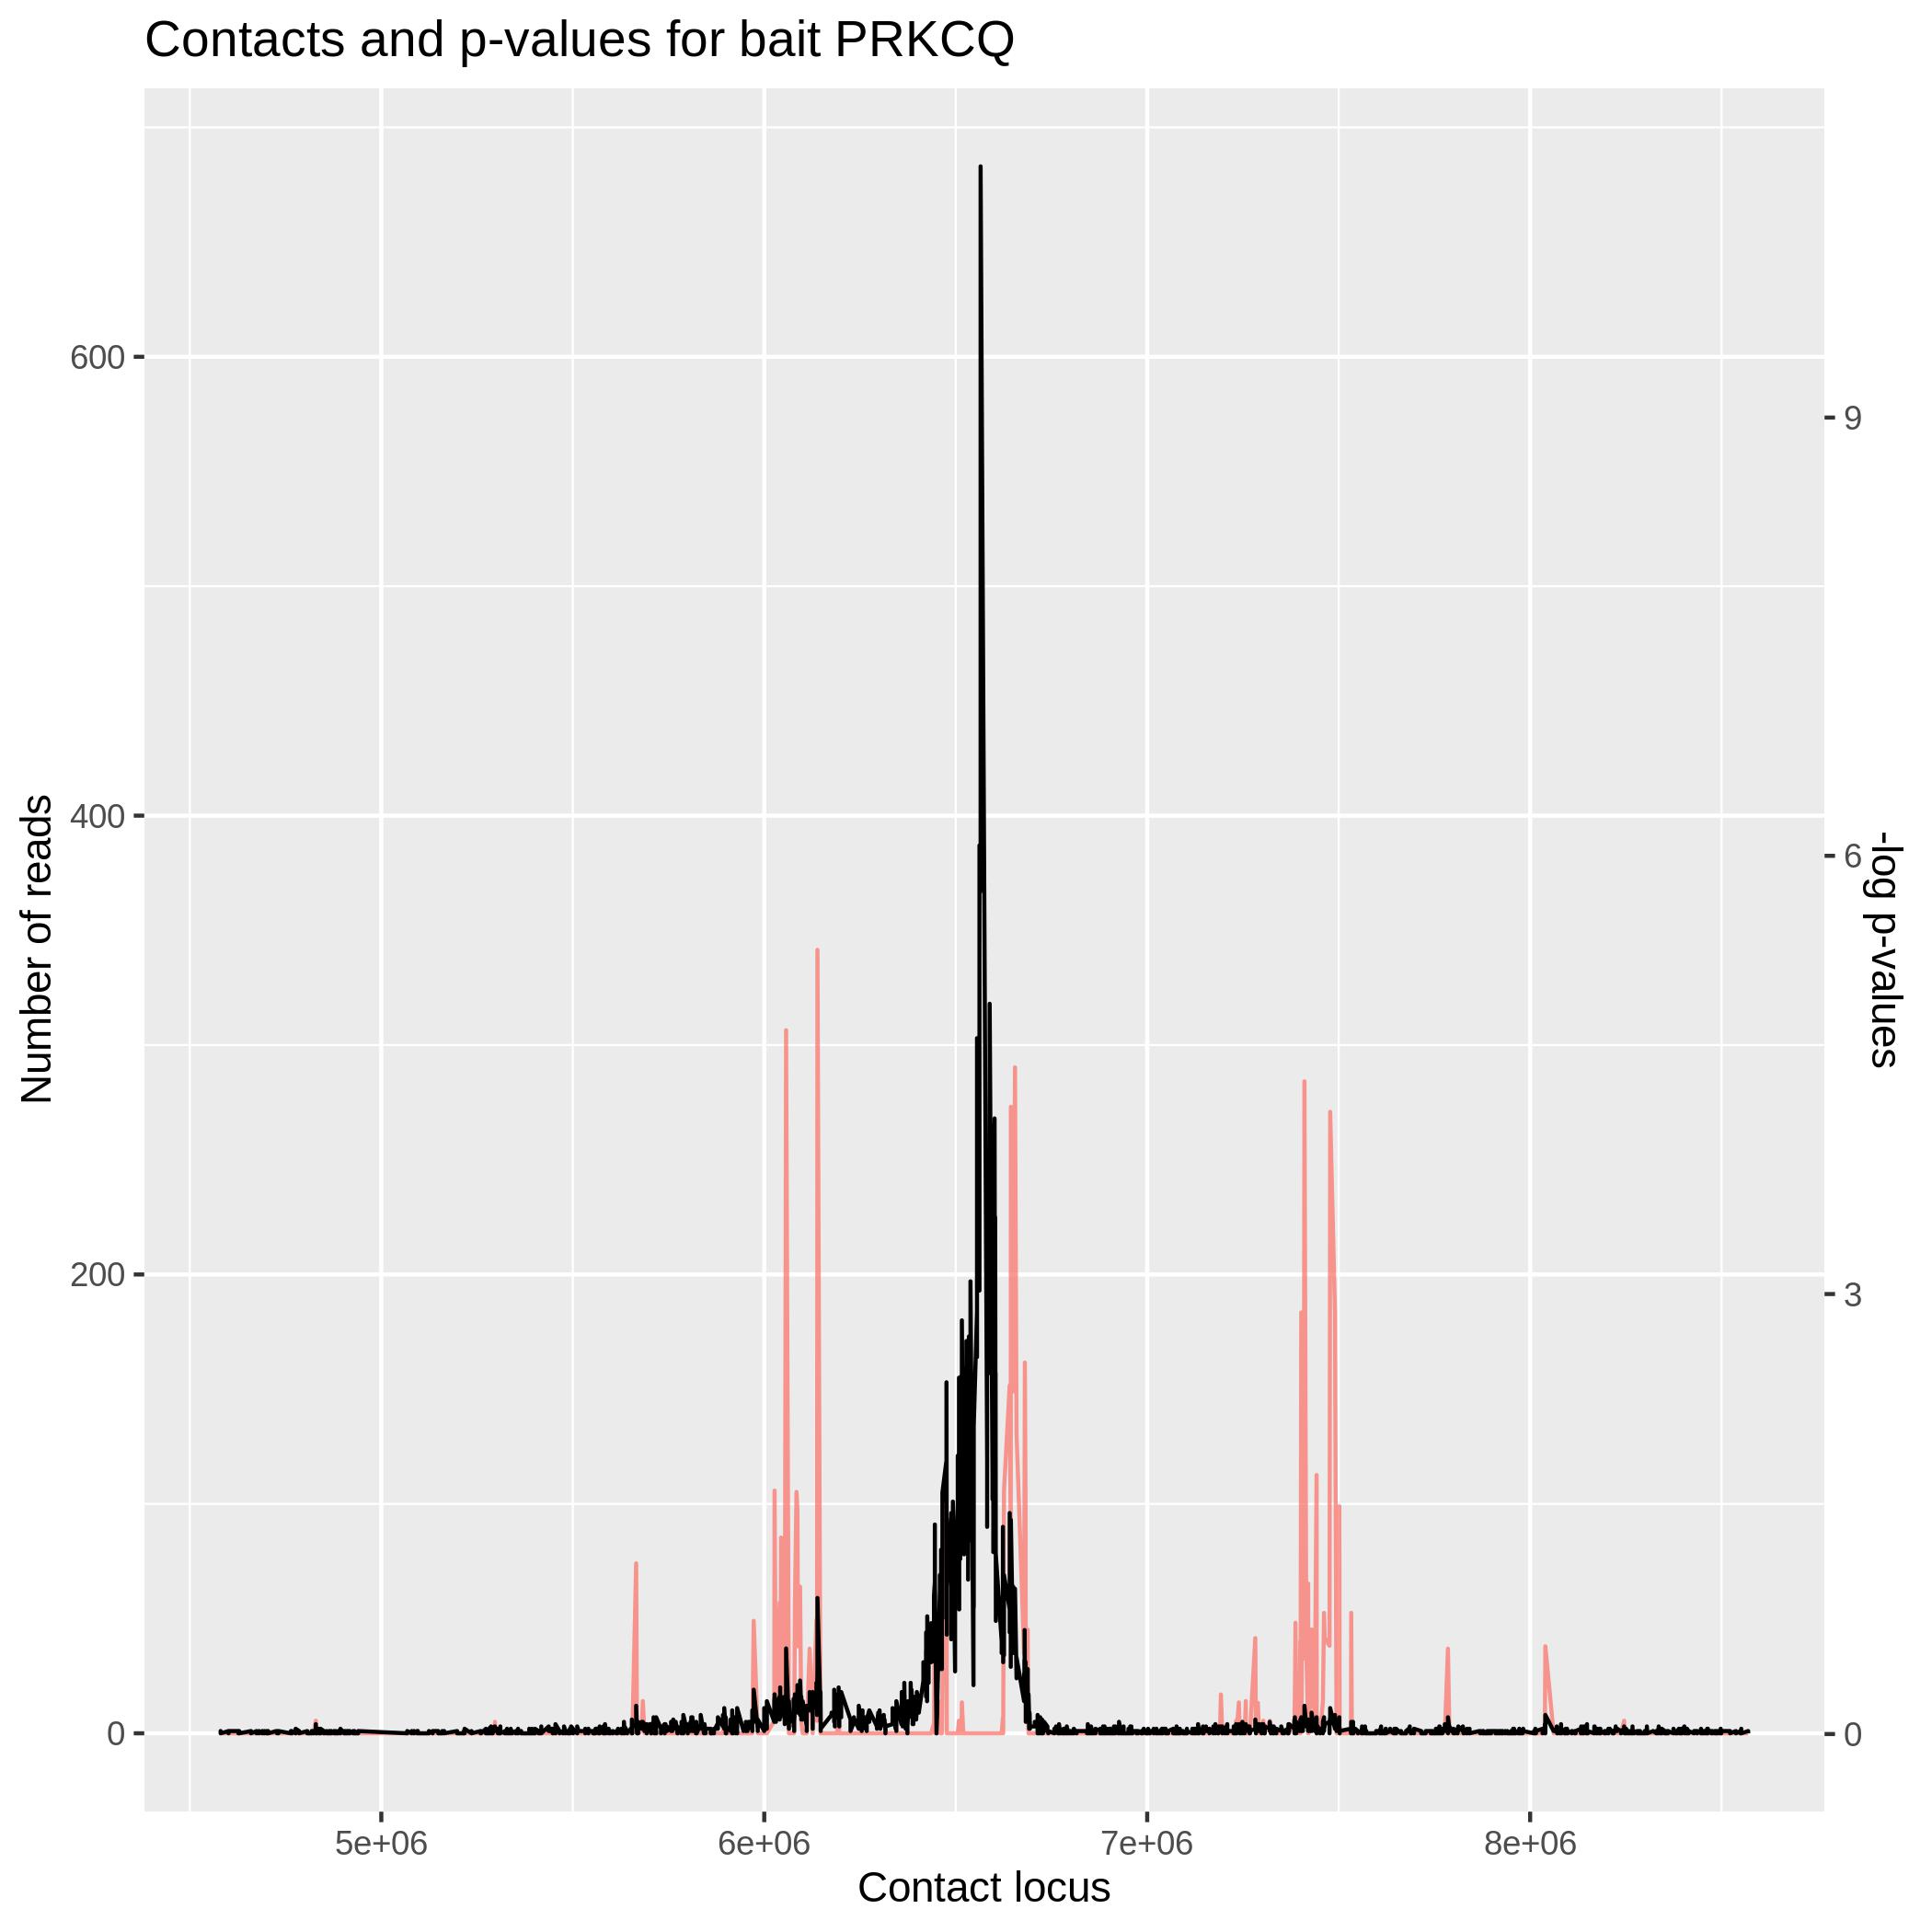 Contacts and p-values for bait PRKCQ
Number of reads
600
400
200
0
9
6
3
0
-log p-values
5e+06
6e+06
7e+06
8e+06
Contact locus